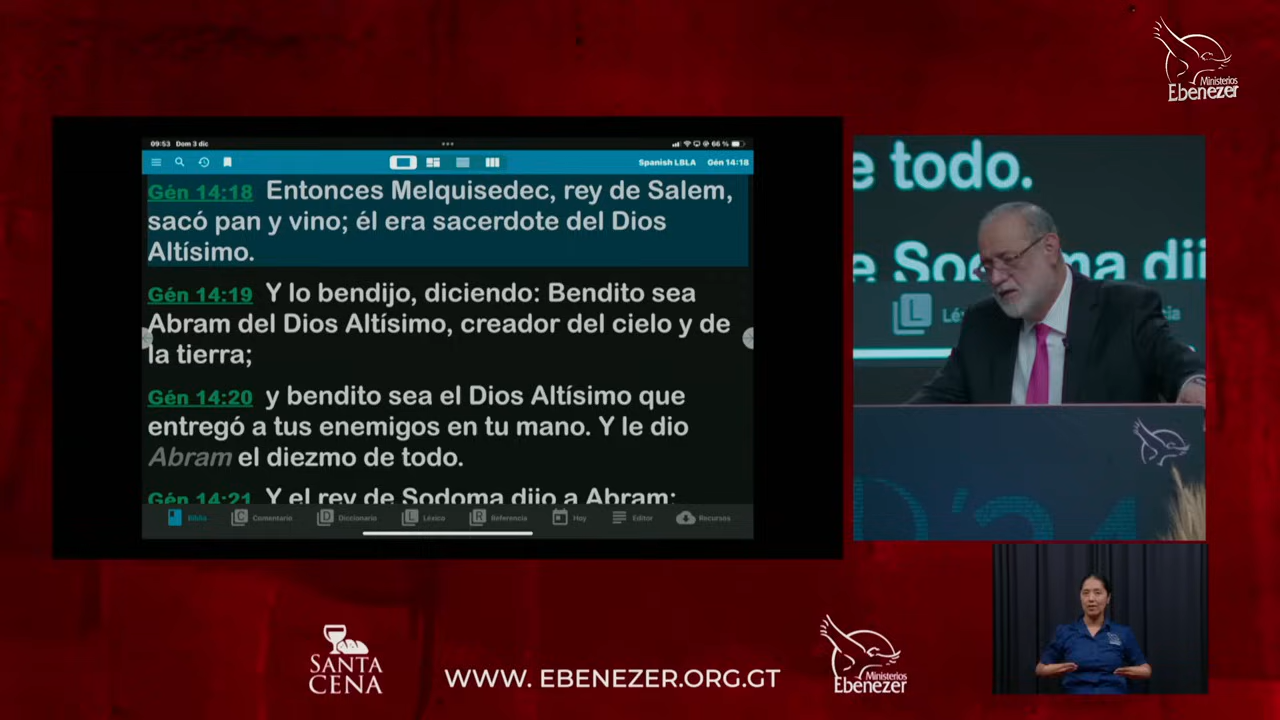 Ministerios
Ebenezer
09:53 Dom 3 dic
66 %
Spanish LBLA Gén 14:18
Gén 14:18 Entonces Melquisedec, rey de Salem,
sacó pan y vino; él era sacerdote del Dios
Altísimo.
Gén 14:19 Y lo bendijo, diciendo: Bendito sea
Abram del Dios Altísimo, creador del cielo y de
la tierra;
Gén 14:20 y bendito sea el Dios Altísimo que
entregó a tus enemigos en tu mano. Y le dio
Abram el diezmo de todo.
Gén 14:21 Y el rey de Sodoma dijo a Abram:
Biblia C Comentario D Diccionario L Léxico R Referencia Hoy Editor Recursos
e todo.
e Sodoma dij
L Léx cia
'24
SANTA
CENA
WWW. EBENEZER.ORG.GT
Ministerios
Ebenezer